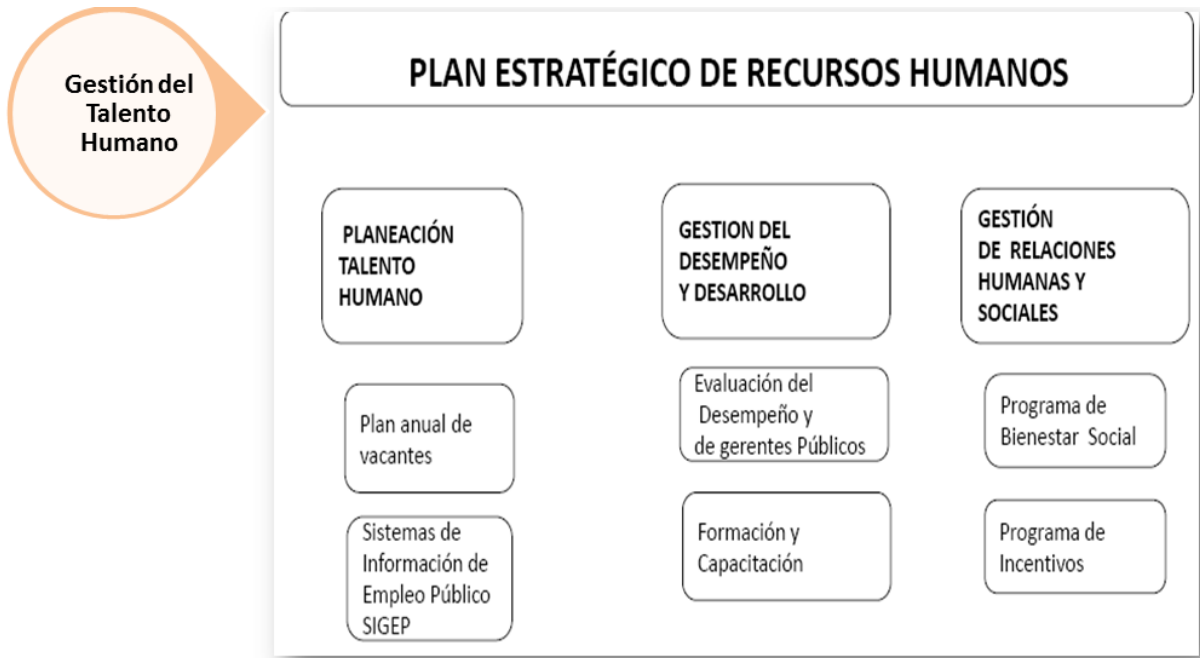 Gestión del
Talento
Humano
PLAN ESTRATÉGICO DE RECURSOS HUMANOS
PLANEACIÓN
TALENTO
HUMANO
Plan anual de
vacantes
Sistemas de
Información de
Empleo Público
SIGEP
GESTION DEL
DESEMPEÑO
Y DESARROLLO
Evaluación del
Desempeño y
de gerentes Públicos
Formación y
Capacitación
GESTIÓN
DE RELACIONES
HUMANAS Y
SOCIALES
Programa de
Bienestar Social
Programa de
Incentivos